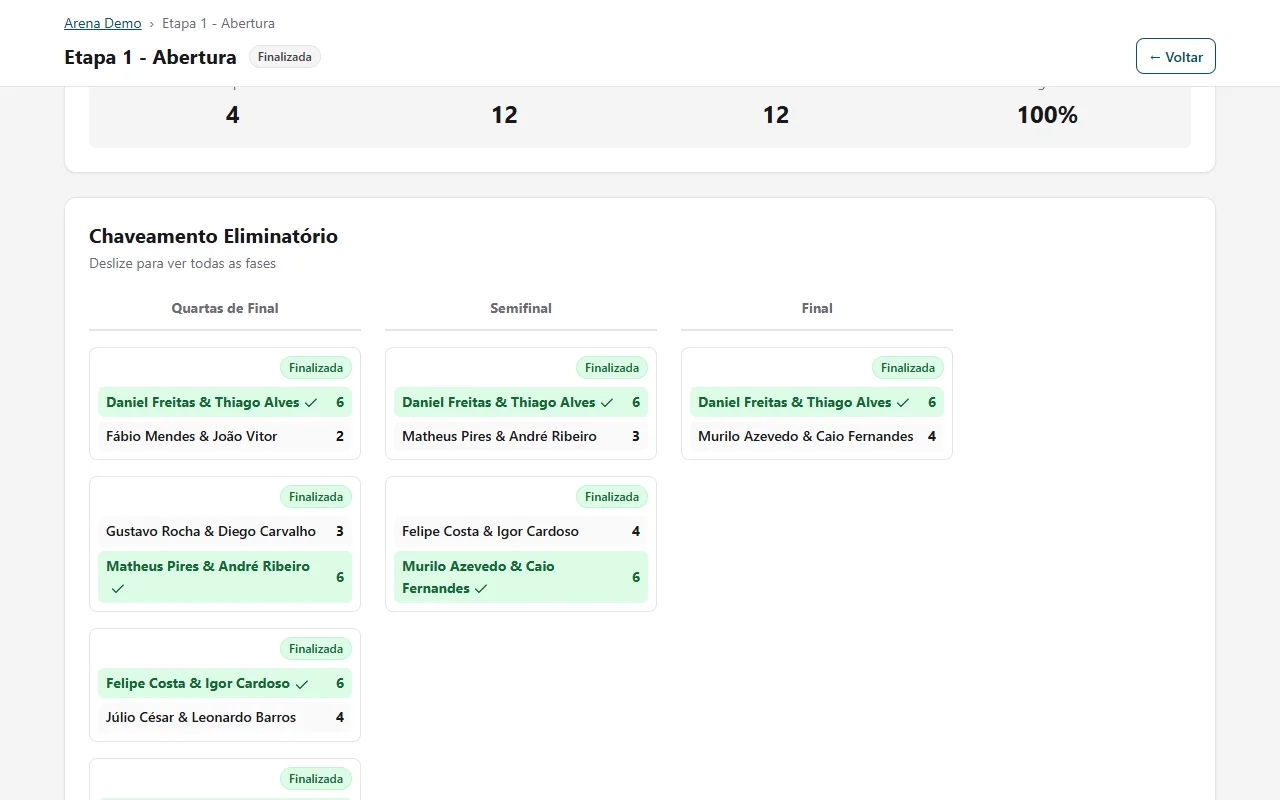 Arena Demo › Etapa 1 - Abertura
Etapa 1 - Abertura Finalizada
← Voltar
4 12 12 100%
Chaveamento Eliminatório
Deslize para ver todas as fases
Quartas de Final
Finalizada
Daniel Freitas & Thiago Alves ✓ 6
Fábio Mendes & João Vitor 2
Finalizada
Gustavo Rocha & Diego Carvalho 3
Matheus Pires & André Ribeiro
✓ 6
Finalizada
Felipe Costa & Igor Cardoso ✓ 6
Júlio César & Leonardo Barros 4
Finalizada
Semifinal
Finalizada
Daniel Freitas & Thiago Alves ✓ 6
Matheus Pires & André Ribeiro 3
Finalizada
Felipe Costa & Igor Cardoso 4
Murilo Azevedo & Caio
Fernandes ✓ 6
Final
Finalizada
Daniel Freitas & Thiago Alves ✓ 6
Murilo Azevedo & Caio Fernandes 4